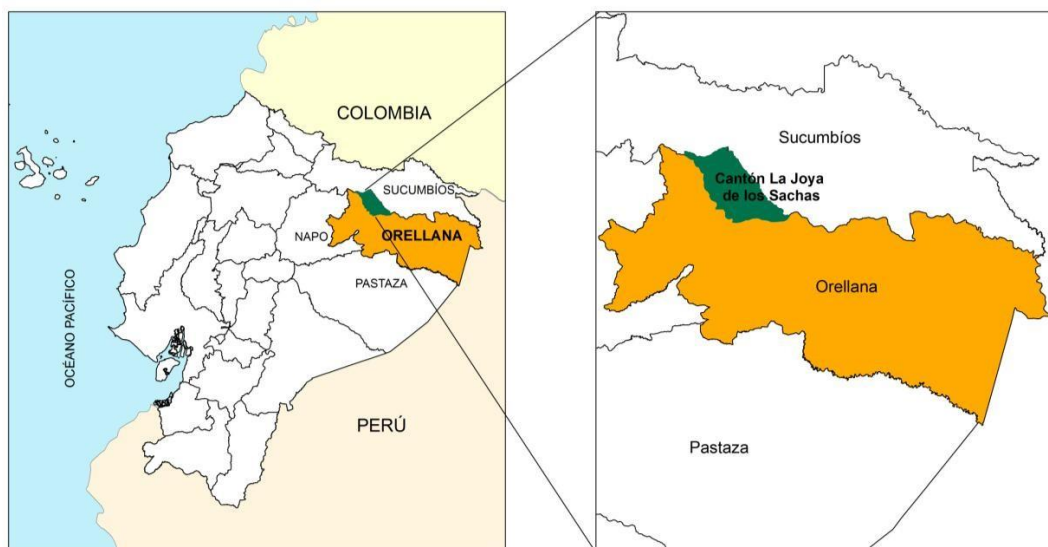 COLOMBIA
SUCUMBÍOS
NAPO
ORELLANA
PASTAZA
OCÉANO PACÍFICO
PERÚ
Sucumbíos
Cantón La Joya
de los Sachas
Orellana
Pastaza